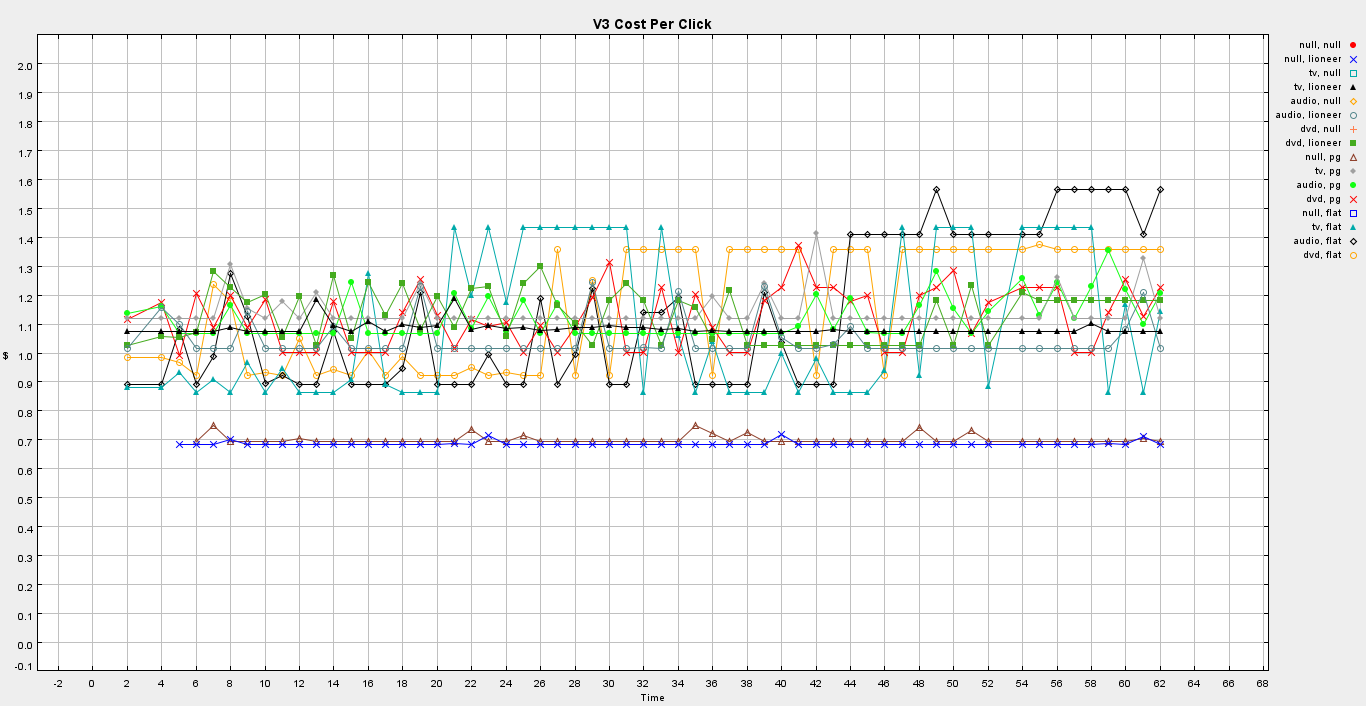 V3 Cost Per Click
null, null
null, lioneer
tv, null
tv, lioneer
audio, null
audio, lioneer
dvd, null
dvd, lioneer
null, pg
tv, pg
audio, pg
dvd, pg
null, flat
tv, flat
audio, flat
dvd, flat
2.0
1.9
1.8
1.7
1.6
1.5
1.4
1.3
1.2
1.1
1.0
0.9
0.8
0.7
0.6
0.5
0.4
0.3
0.2
0.1
0.0
-0.1
$
-2 0 2 4 6 8 10 12 14 16 18 20 22 24 26 28 30 32 34 36 38 40 42 44 46 48 50 52 54 56 58 60 62 64 66 68
Time